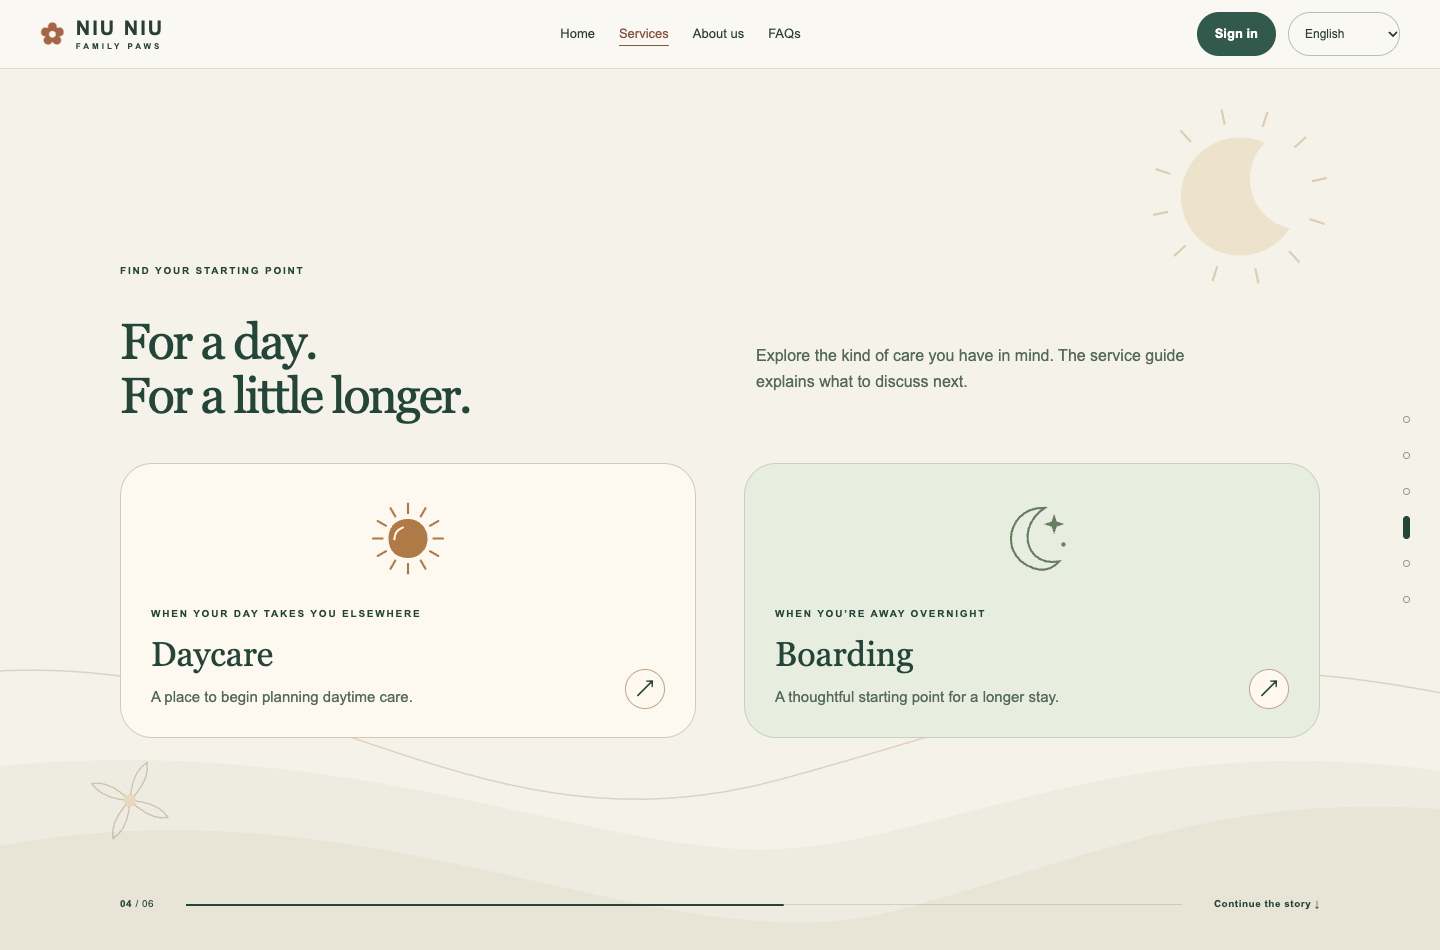 NIU NIU
FAMILY PAWS
Home
Services
About us
FAQs
Sign in
English
FIND YOUR STARTING POINT
For a day.
For a little longer.
Explore the kind of care you have in mind. The service guide
explains what to discuss next.
WHEN YOUR DAY TAKES YOU ELSEWHERE
Daycare
A place to begin planning daytime care.
WHEN YOU'RE AWAY OVERNIGHT
Boarding
A thoughtful starting point for a longer stay.
04 / 06
Continue the story ↓